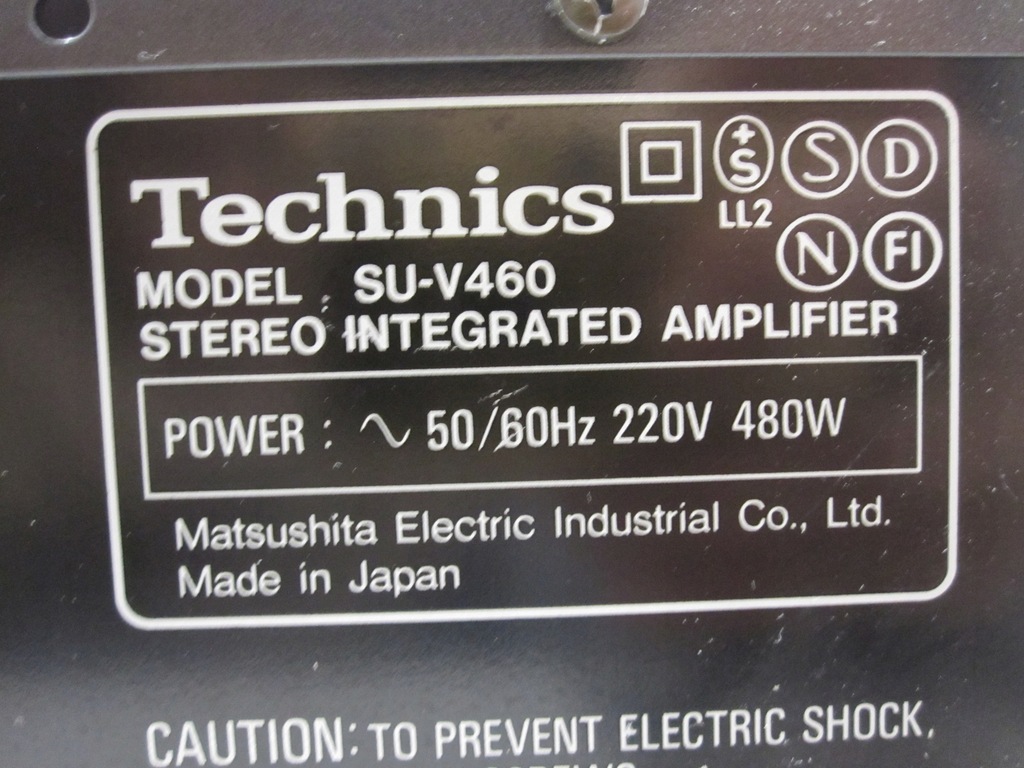 Technics
+S S D
LL2
N FI
MODEL . SU-V460
STEREO INTEGRATED AMPLIFIER
POWER : ∿ 50/60Hz 220V 480W
Matsushita Electric Industrial Co., Ltd.
Made in Japan
CAUTION: TO PREVENT ELECTRIC SHOCK,